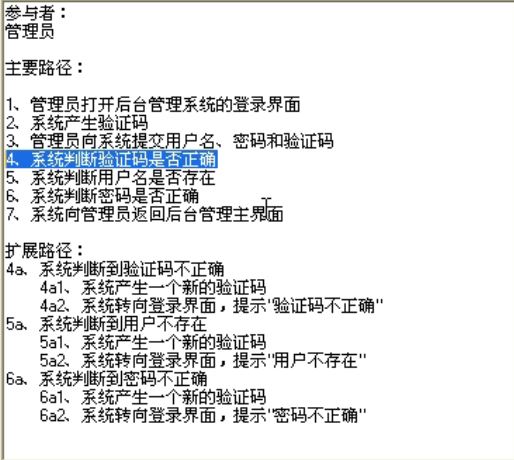 参与者：
管理员
主要路径：
1、管理员打开后台管理系统的登录界面
2、系统产生验证码
3、管理员向系统提交用户名、密码和验证码
4、系统判断验证码是否正确
5、系统判断用户名是否存在
6、系统判断密码是否正确
7、系统向管理员返回后台管理主界面
扩展路径：
4a、系统判断到验证码不正确
4a1、系统产生一个新的验证码
4a2、系统转向登录界面，提示"验证码不正确"
5a、系统判断到用户不存在
5a1、系统产生一个新的验证码
5a2、系统转向登录界面，提示"用户不存在"
6a、系统判断到密码不正确
6a1、系统产生一个新的验证码
6a2、系统转向登录界面，提示"密码不正确"